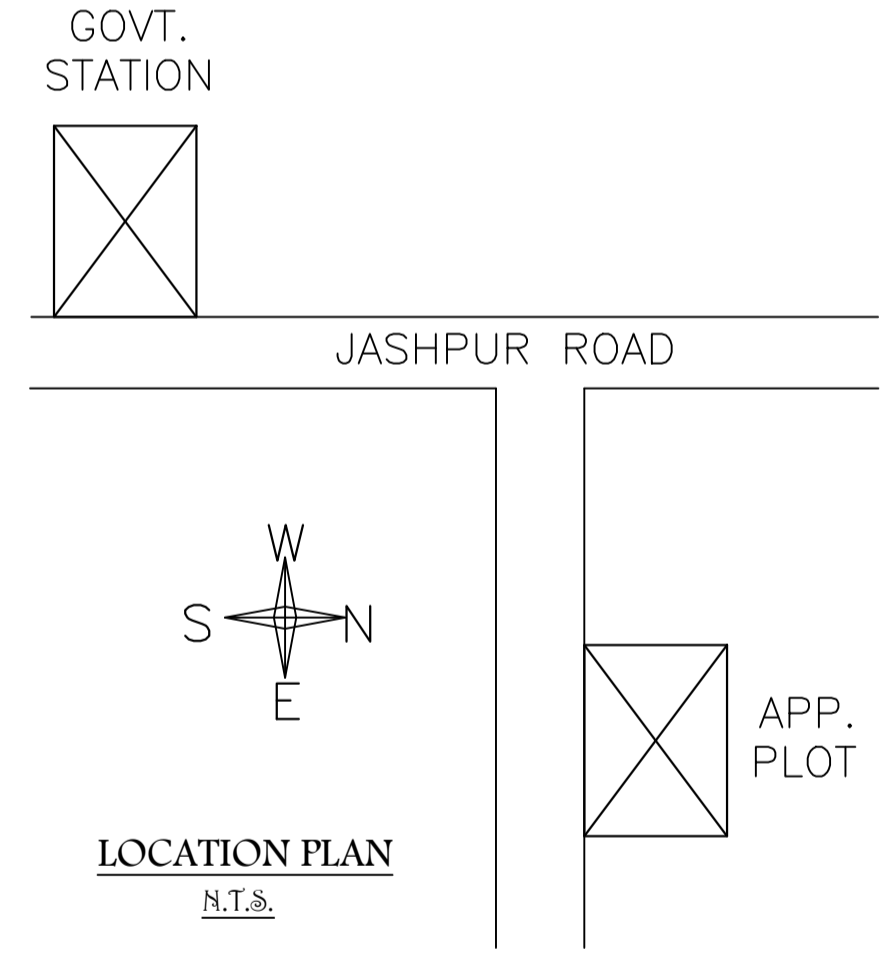 GOVT.
STATION
JASHPUR ROAD
W
S
N
E
APP.
PLOT
LOCATION PLAN
N.T.S.